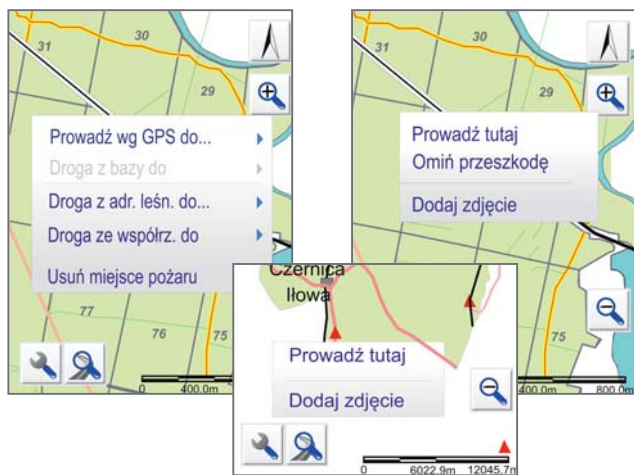 31
30
29
Prowadź wg GPS do...
Droga z bazy do
Droga z adr. leśn. do...
Droga ze współrz. do
Usuń miejsce pożaru
77
76
75
0 400.0m
31
30
29
Prowadź tutaj
Omiń przeszkodę
Dodaj zdjęcie
75
400.0m 800.0m
Czernica
Iłowa
Prowadź tutaj
Dodaj zdjęcie
0 6022.9m 12045.7m